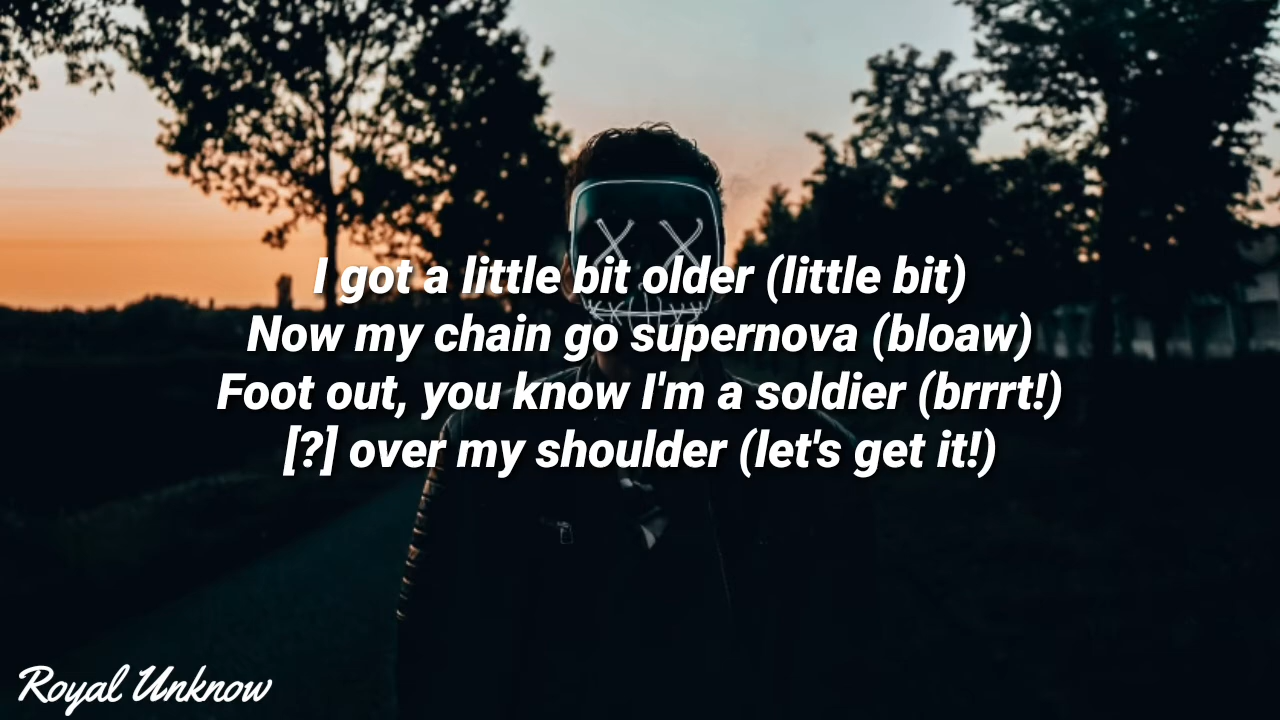 I got a little bit older (little bit)
Now my chain go supernova (bloaw)
Foot out, you know I'm a soldier (brrrt!)
[?] over my shoulder (let's get it!)
Royal Unknow